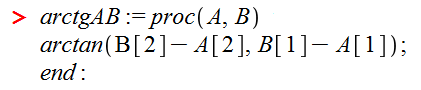 > arctgAB := proc(A, B)
arctan(B[2] − A[2], B[1] − A[1]);
end :